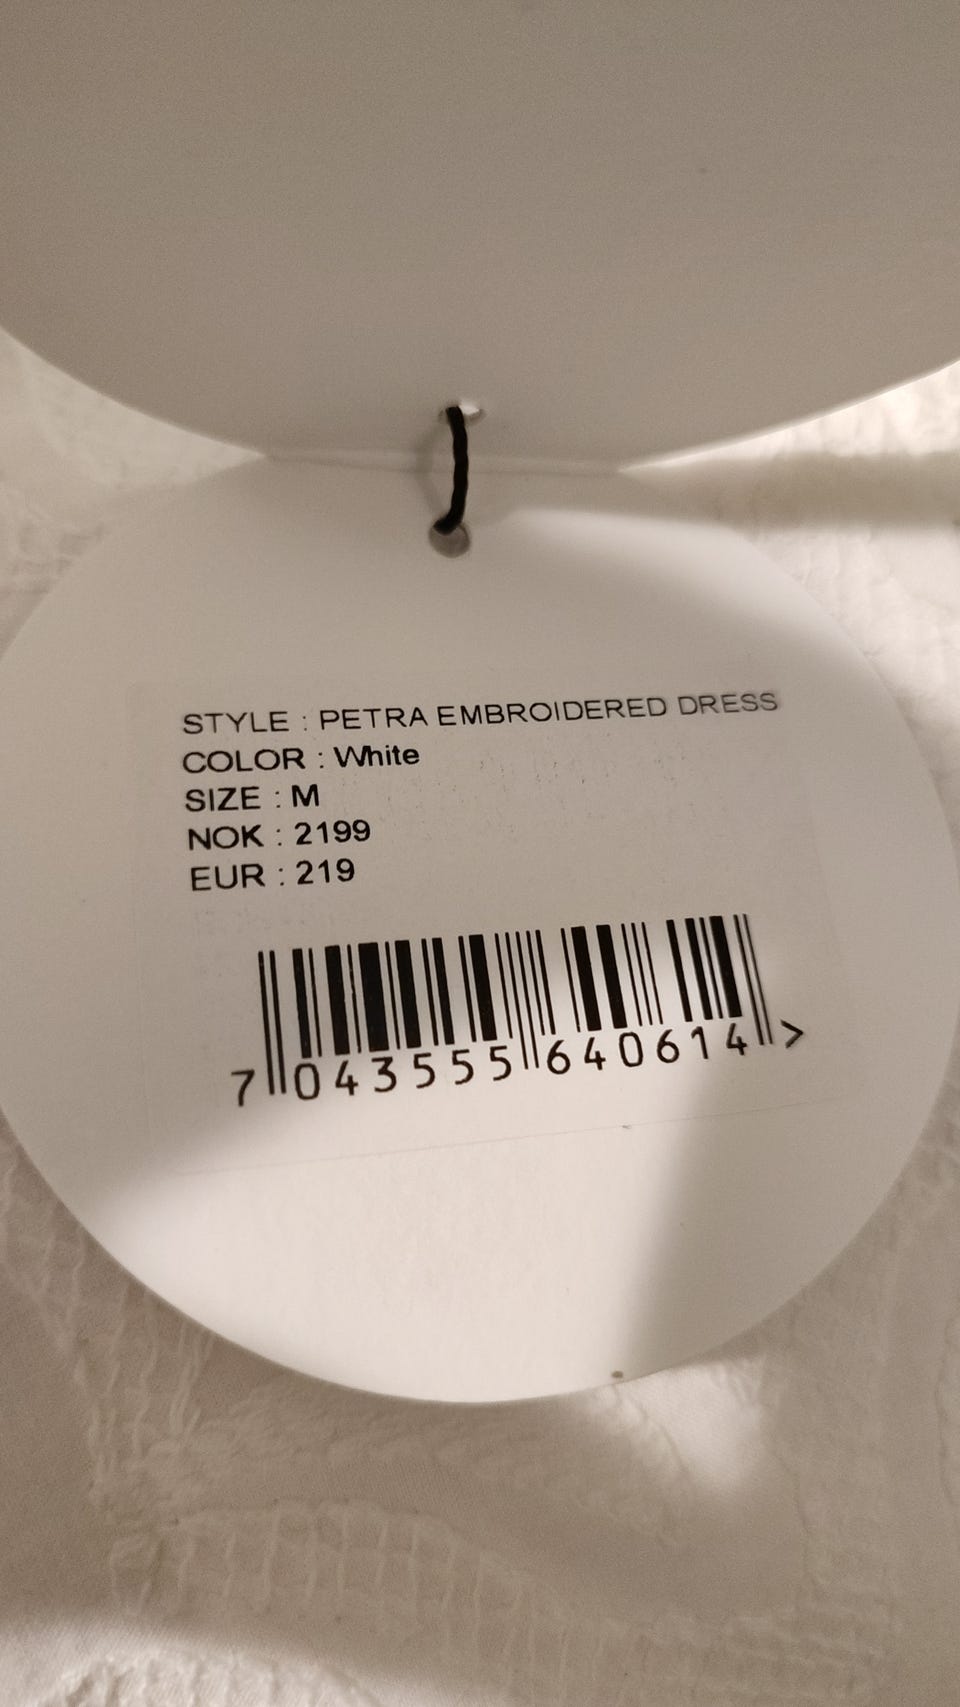 STYLE : PETRA EMBROIDERED DRESS
COLOR : White
SIZE : M
NOK : 2199
EUR : 219
7 043555 640614 >